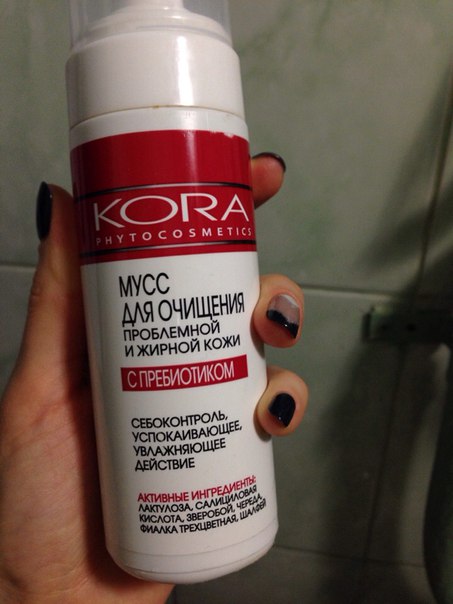 KORA
PHYTOCOSMETICS
МУСС
ДЛЯ ОЧИЩЕНИЯ
ПРОБЛЕМНОЙ
И ЖИРНОЙ КОЖИ
С ПРЕБИОТИКОМ
СЕБОКОНТРОЛЬ,
УСПОКАИВАЮЩЕЕ,
УВЛАЖНЯЮЩЕЕ
ДЕЙСТВИЕ
АКТИВНЫЕ ИНГРЕДИЕНТЫ:
ЛАКТУЛОЗА, САЛИЦИЛОВАЯ
КИСЛОТА, ЗВЕРОБОЙ, ЧЕРЕДА,
ФИАЛКА ТРЕХЦВЕТНАЯ, ШАЛФЕЙ